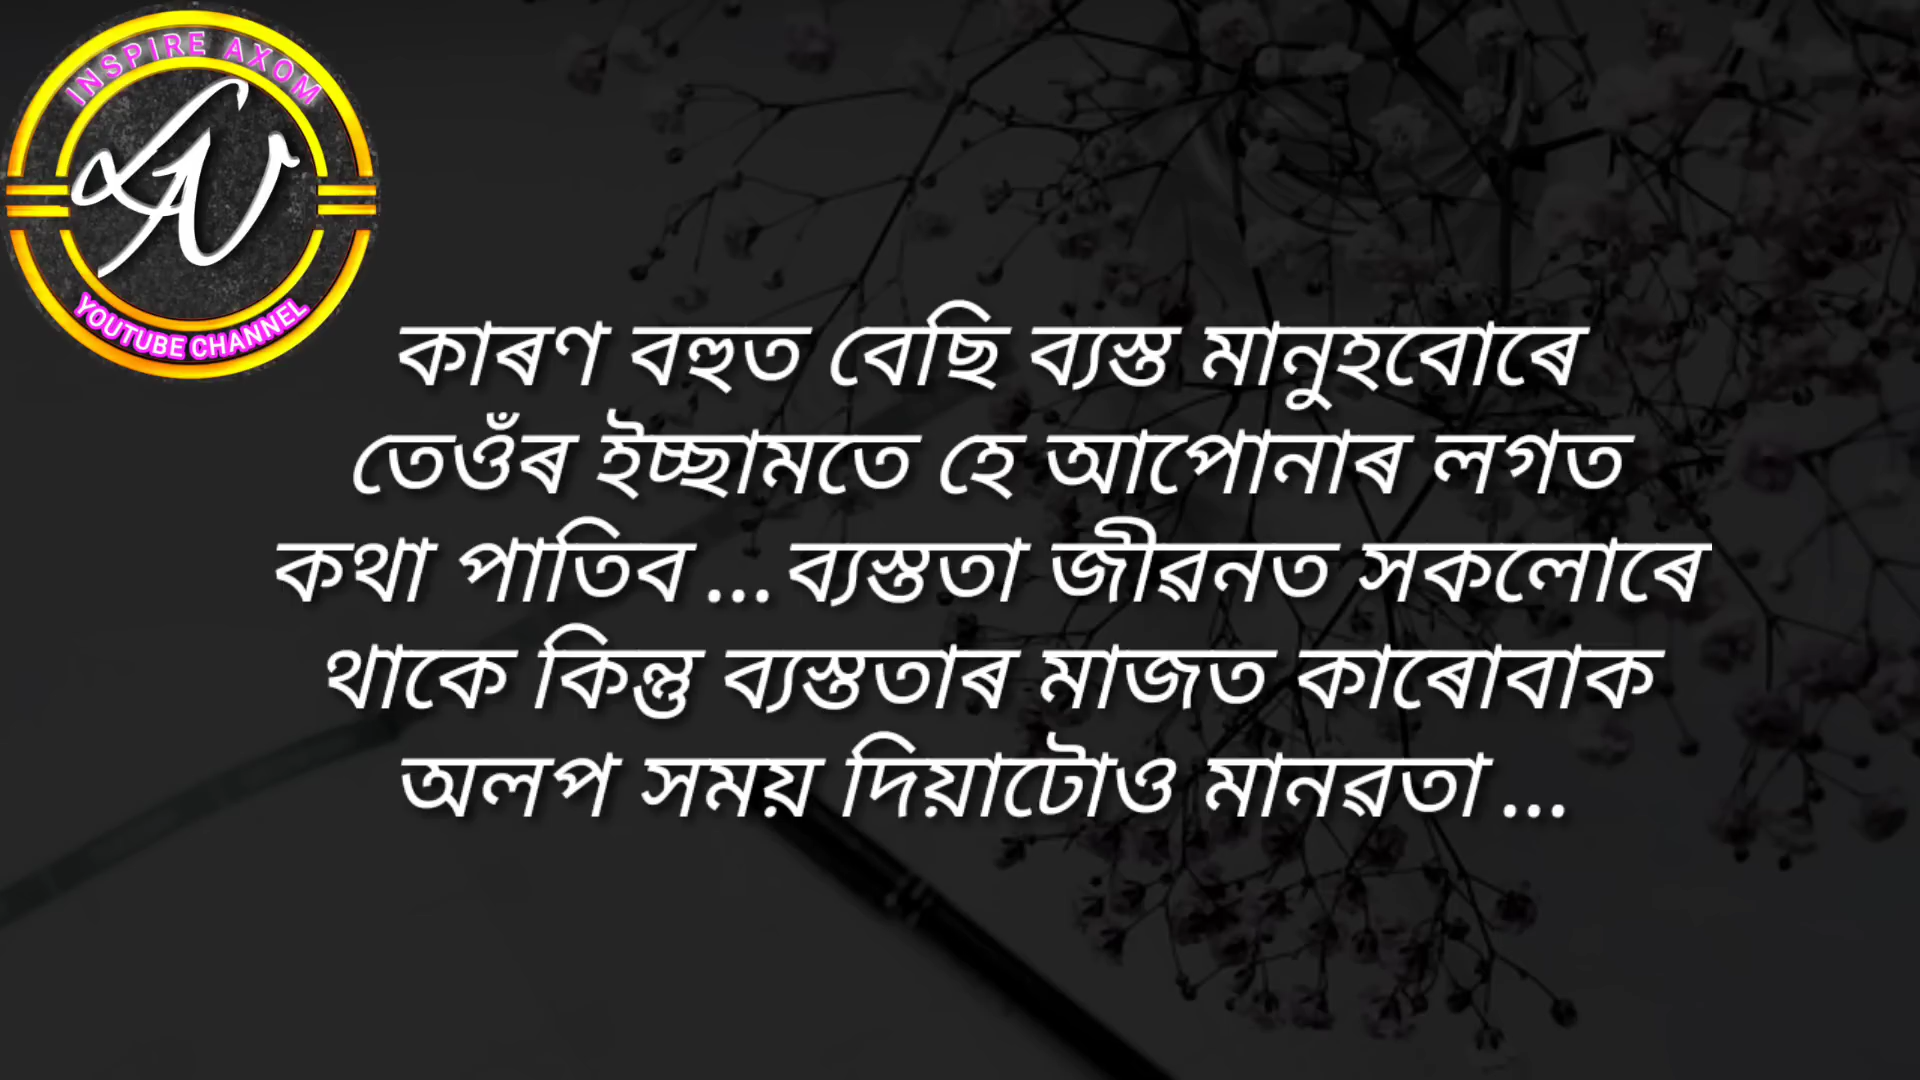 INSPIRE AXOM
YOUTUBE CHANNEL
কাৰণ বহুত বেছি ব্যস্ত মানুহবোৰে
তেওঁৰ ইচ্ছামতে হে আপোনাৰ লগত
কথা পাতিব ... ব্যস্ততা জীৱনত সকলোৰে
থাকে কিন্তু ব্যস্ততাৰ মাজত কাৰোবাক
অলপ সময় দিয়াটোও মানৱতা ...